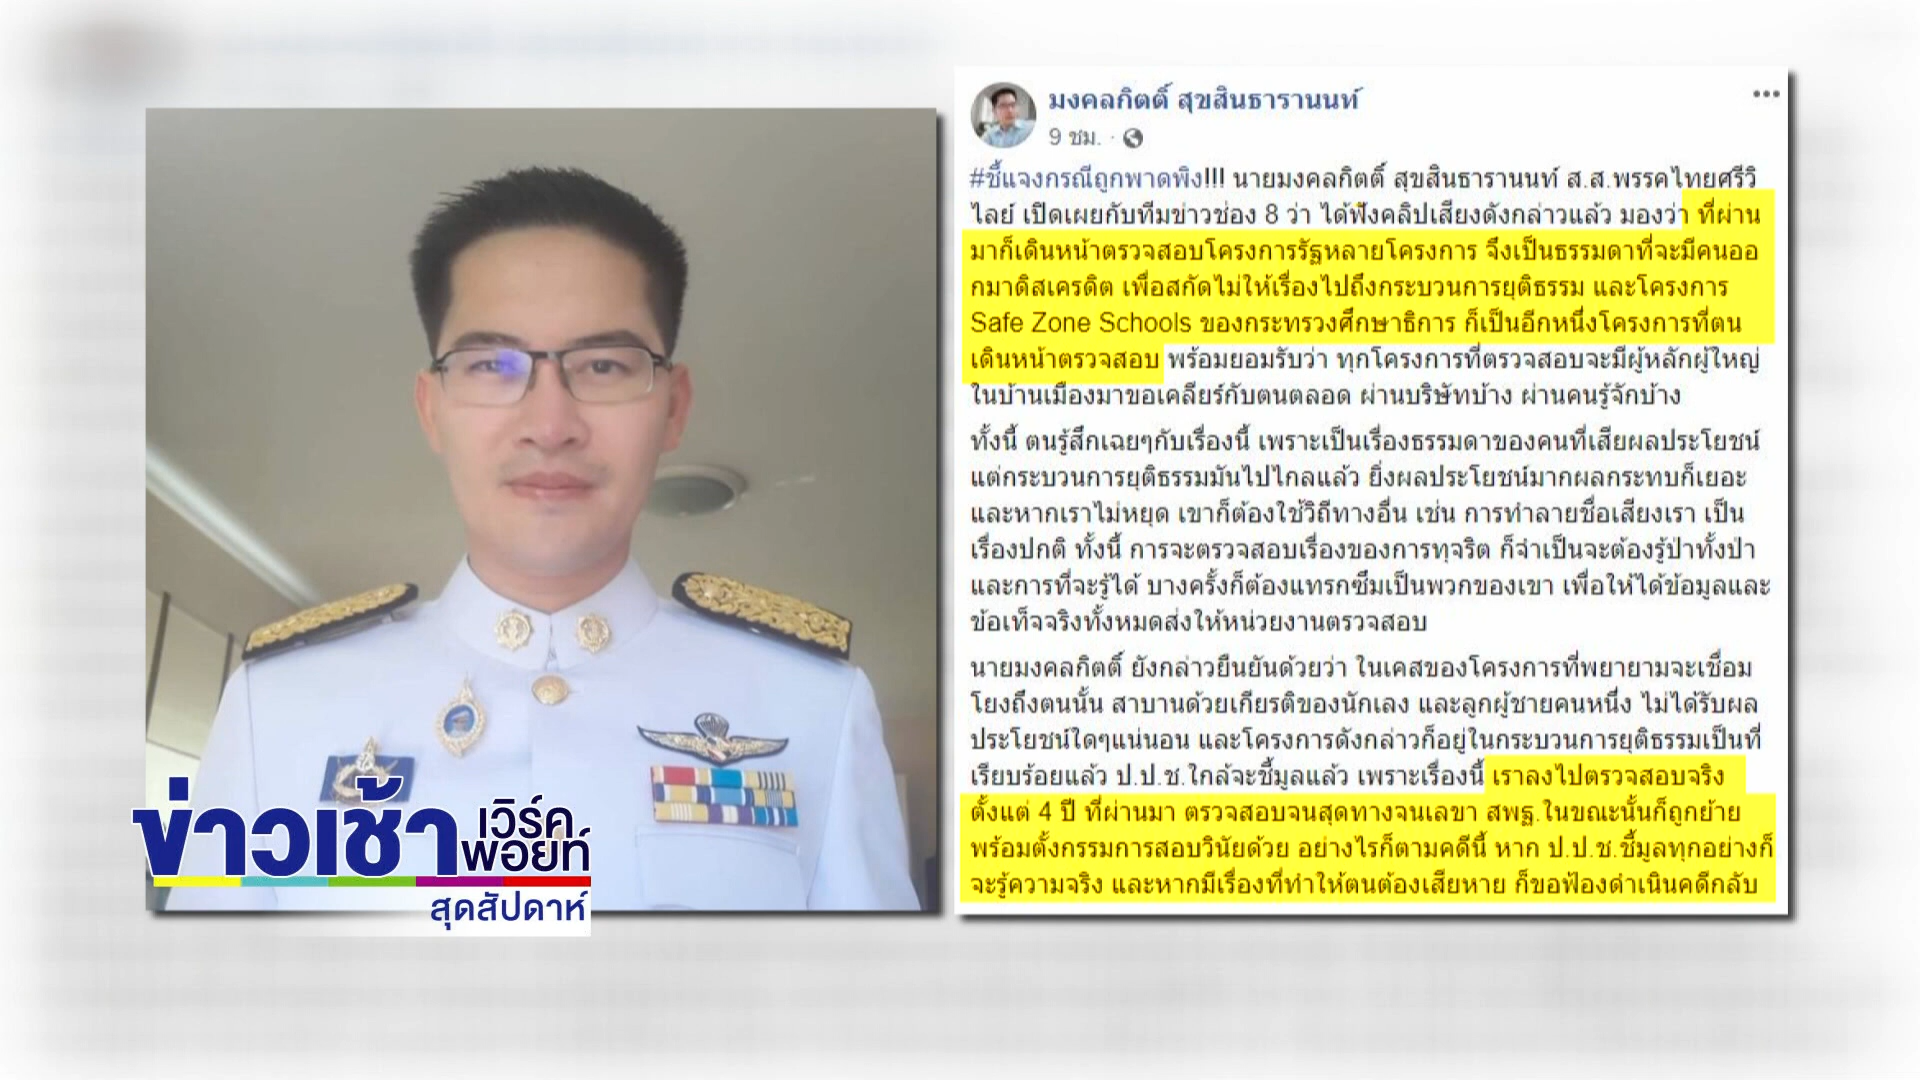 มงคลกิตติ์ สุขสินธารานนท์
9 ชม. ·
#ชี้แจงกรณีถูกพาดพิง!!! นายมงคลกิตติ์ สุขสินธารานนท์ ส.ส.พรรคไทยศรีวิ
ไลย์ เปิดเผยกับทีมข่าวช่อง 8 ว่า ได้ฟังคลิปเสียงดังกล่าวแล้ว มองว่า ที่ผ่าน
มาก็เดินหน้าตรวจสอบโครงการรัฐหลายโครงการ จึงเป็นธรรมดาที่จะมีคนออ
กมาดิสเครดิต เพื่อสกัดไม่ให้เรื่องไปถึงกระบวนการยุติธรรม และโครงการ
Safe Zone Schools ของกระทรวงศึกษาธิการ ก็เป็นอีกหนึ่งโครงการที่ตน
เดินหน้าตรวจสอบ พร้อมยอมรับว่า ทุกโครงการที่ตรวจสอบจะมีผู้หลักผู้ใหญ่
ในบ้านเมืองมาขอเคลียร์กับตนตลอด ผ่านบริษัทบ้าง ผ่านคนรู้จักบ้าง
ทั้งนี้ ตนรู้สึกเฉยๆกับเรื่องนี้ เพราะเป็นเรื่องธรรมดาของคนที่เสียผลประโยชน์
แต่กระบวนการยุติธรรมมันไปไกลแล้ว ยิ่งผลประโยชน์มากผลกระทบก็เยอะ
และหากเราไม่หยุด เขาก็ต้องใช้วิถีทางอื่น เช่น การทำลายชื่อเสียงเรา เป็น
เรื่องปกติ ทั้งนี้ การจะตรวจสอบเรื่องของการทุจริต ก็จำเป็นจะต้องรู้ป่าทั้งป่า
และการที่จะรู้ได้ บางครั้งก็ต้องแทรกซึมเป็นพวกของเขา เพื่อให้ได้ข้อมูลและ
ข้อเท็จจริงทั้งหมดส่งให้หน่วยงานตรวจสอบ
นายมงคลกิตติ์ ยังกล่าวยืนยันด้วยว่า ในเคสของโครงการที่พยายามจะเชื่อม
โยงถึงตนนั้น สาบานด้วยเกียรติของนักเลง และลูกผู้ชายคนหนึ่ง ไม่ได้รับผล
ประโยชน์ใดๆแน่นอน และโครงการดังกล่าวก็อยู่ในกระบวนการยุติธรรมเป็นที่
เรียบร้อยแล้ว ป.ป.ช.ใกล้จะชี้มูลแล้ว เพราะเรื่องนี้ เราลงไปตรวจสอบจริง
ตั้งแต่ 4 ปี ที่ผ่านมา ตรวจสอบจนสุดทางจนเลขา สพฐ.ในขณะนั้นก็ถูกย้าย
พร้อมตั้งกรรมการสอบวินัยด้วย อย่างไรก็ตามคดีนี้ หาก ป.ป.ช.ชี้มูลทุกอย่างก็
จะรู้ความจริง และหากมีเรื่องที่ทำให้ตนต้องเสียหาย ก็ขอฟ้องดำเนินคดีกลับ
ข่าวเช้า
เวิร์ค
พอยท์
สุดสัปดาห์